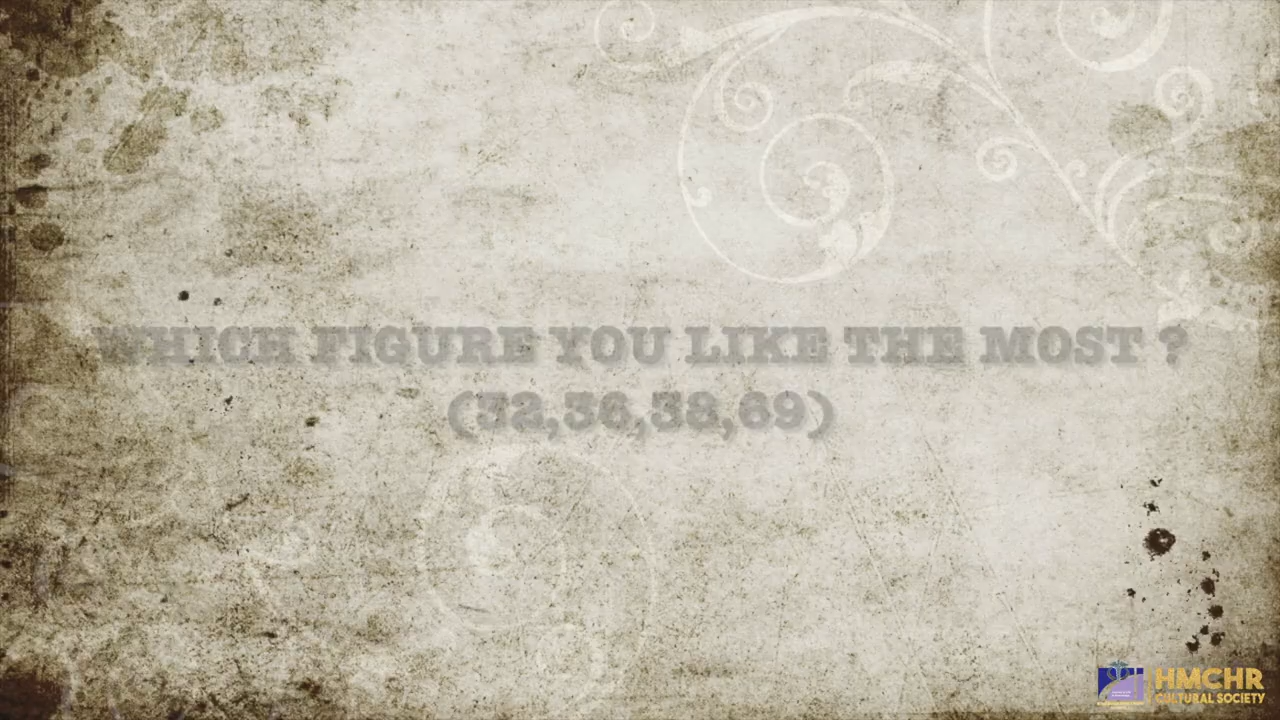 WHICH FIGURE YOU LIKE THE MOST ?
(32,36,38,69)
HMCHR
CULTURAL SOCIETY